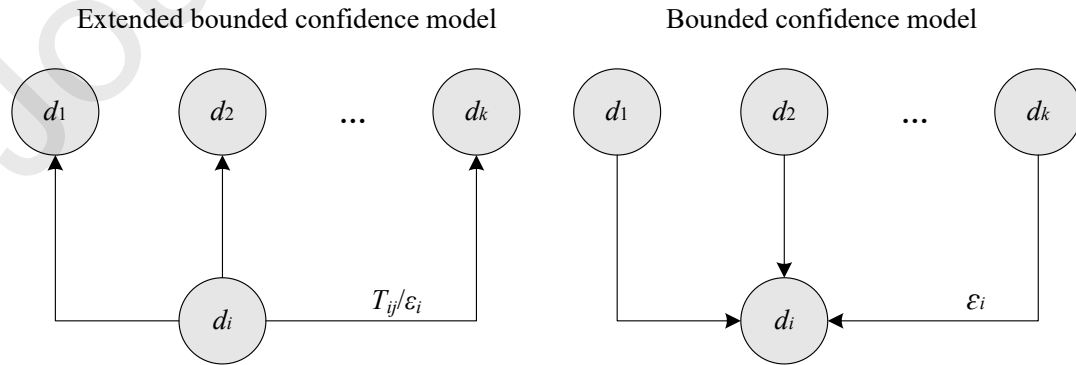 Extended bounded confidence model
Bounded confidence model
d1 d2 ... dk
d1 d2 ... dk
Tij/εi
di
εi
di